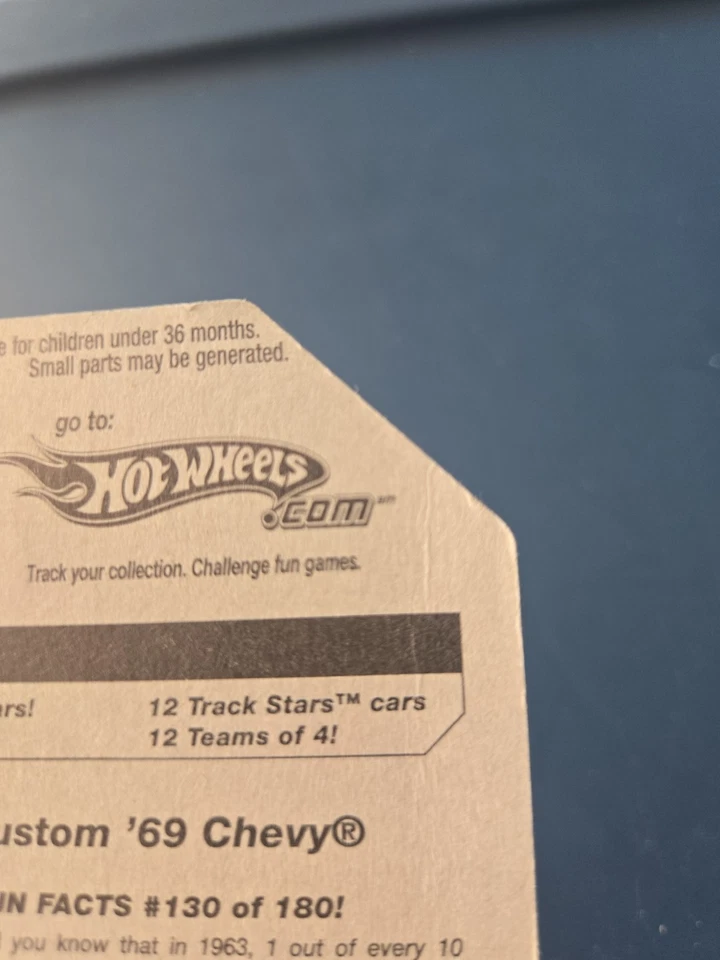 for children under 36 months.
Small parts may be generated.
go to:
HOT WHEELS
.COM
Track your collection. Challenge fun games.
rs! 12 Track Stars™ cars
12 Teams of 4!
ustom '69 Chevy®
N FACTS #130 of 180!
you know that in 1963, 1 out of every 10